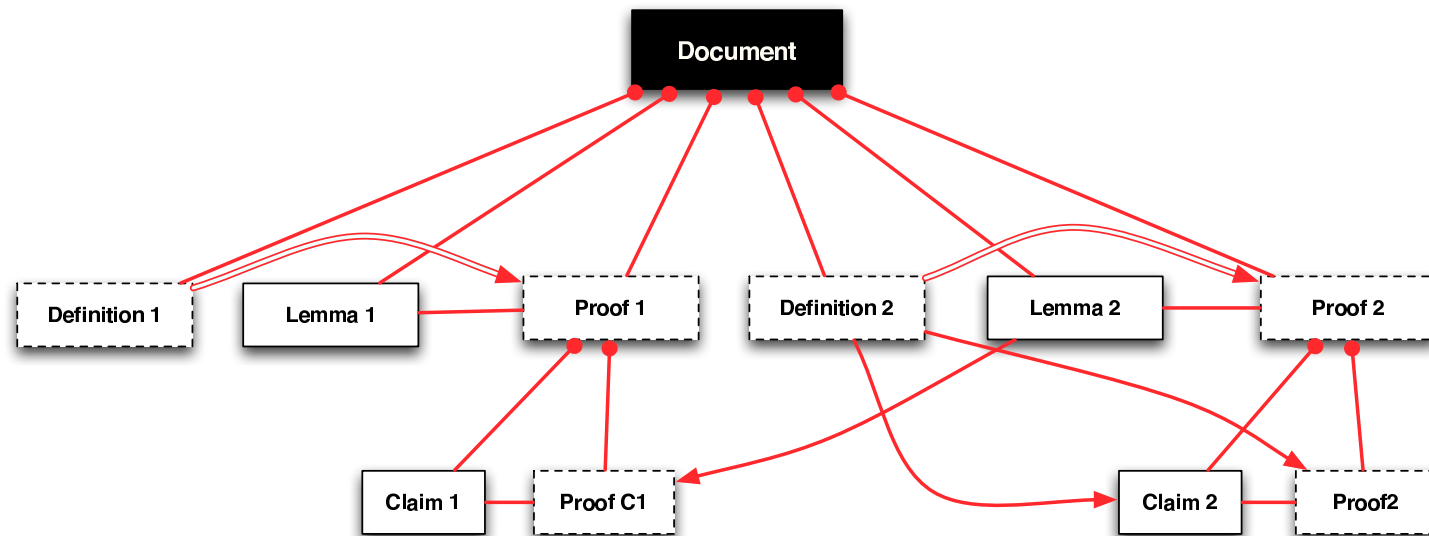 Document
Definition 1
Lemma 1
Proof 1
Definition 2
Lemma 2
Proof 2
Claim 1
Proof C1
Claim 2
Proof2